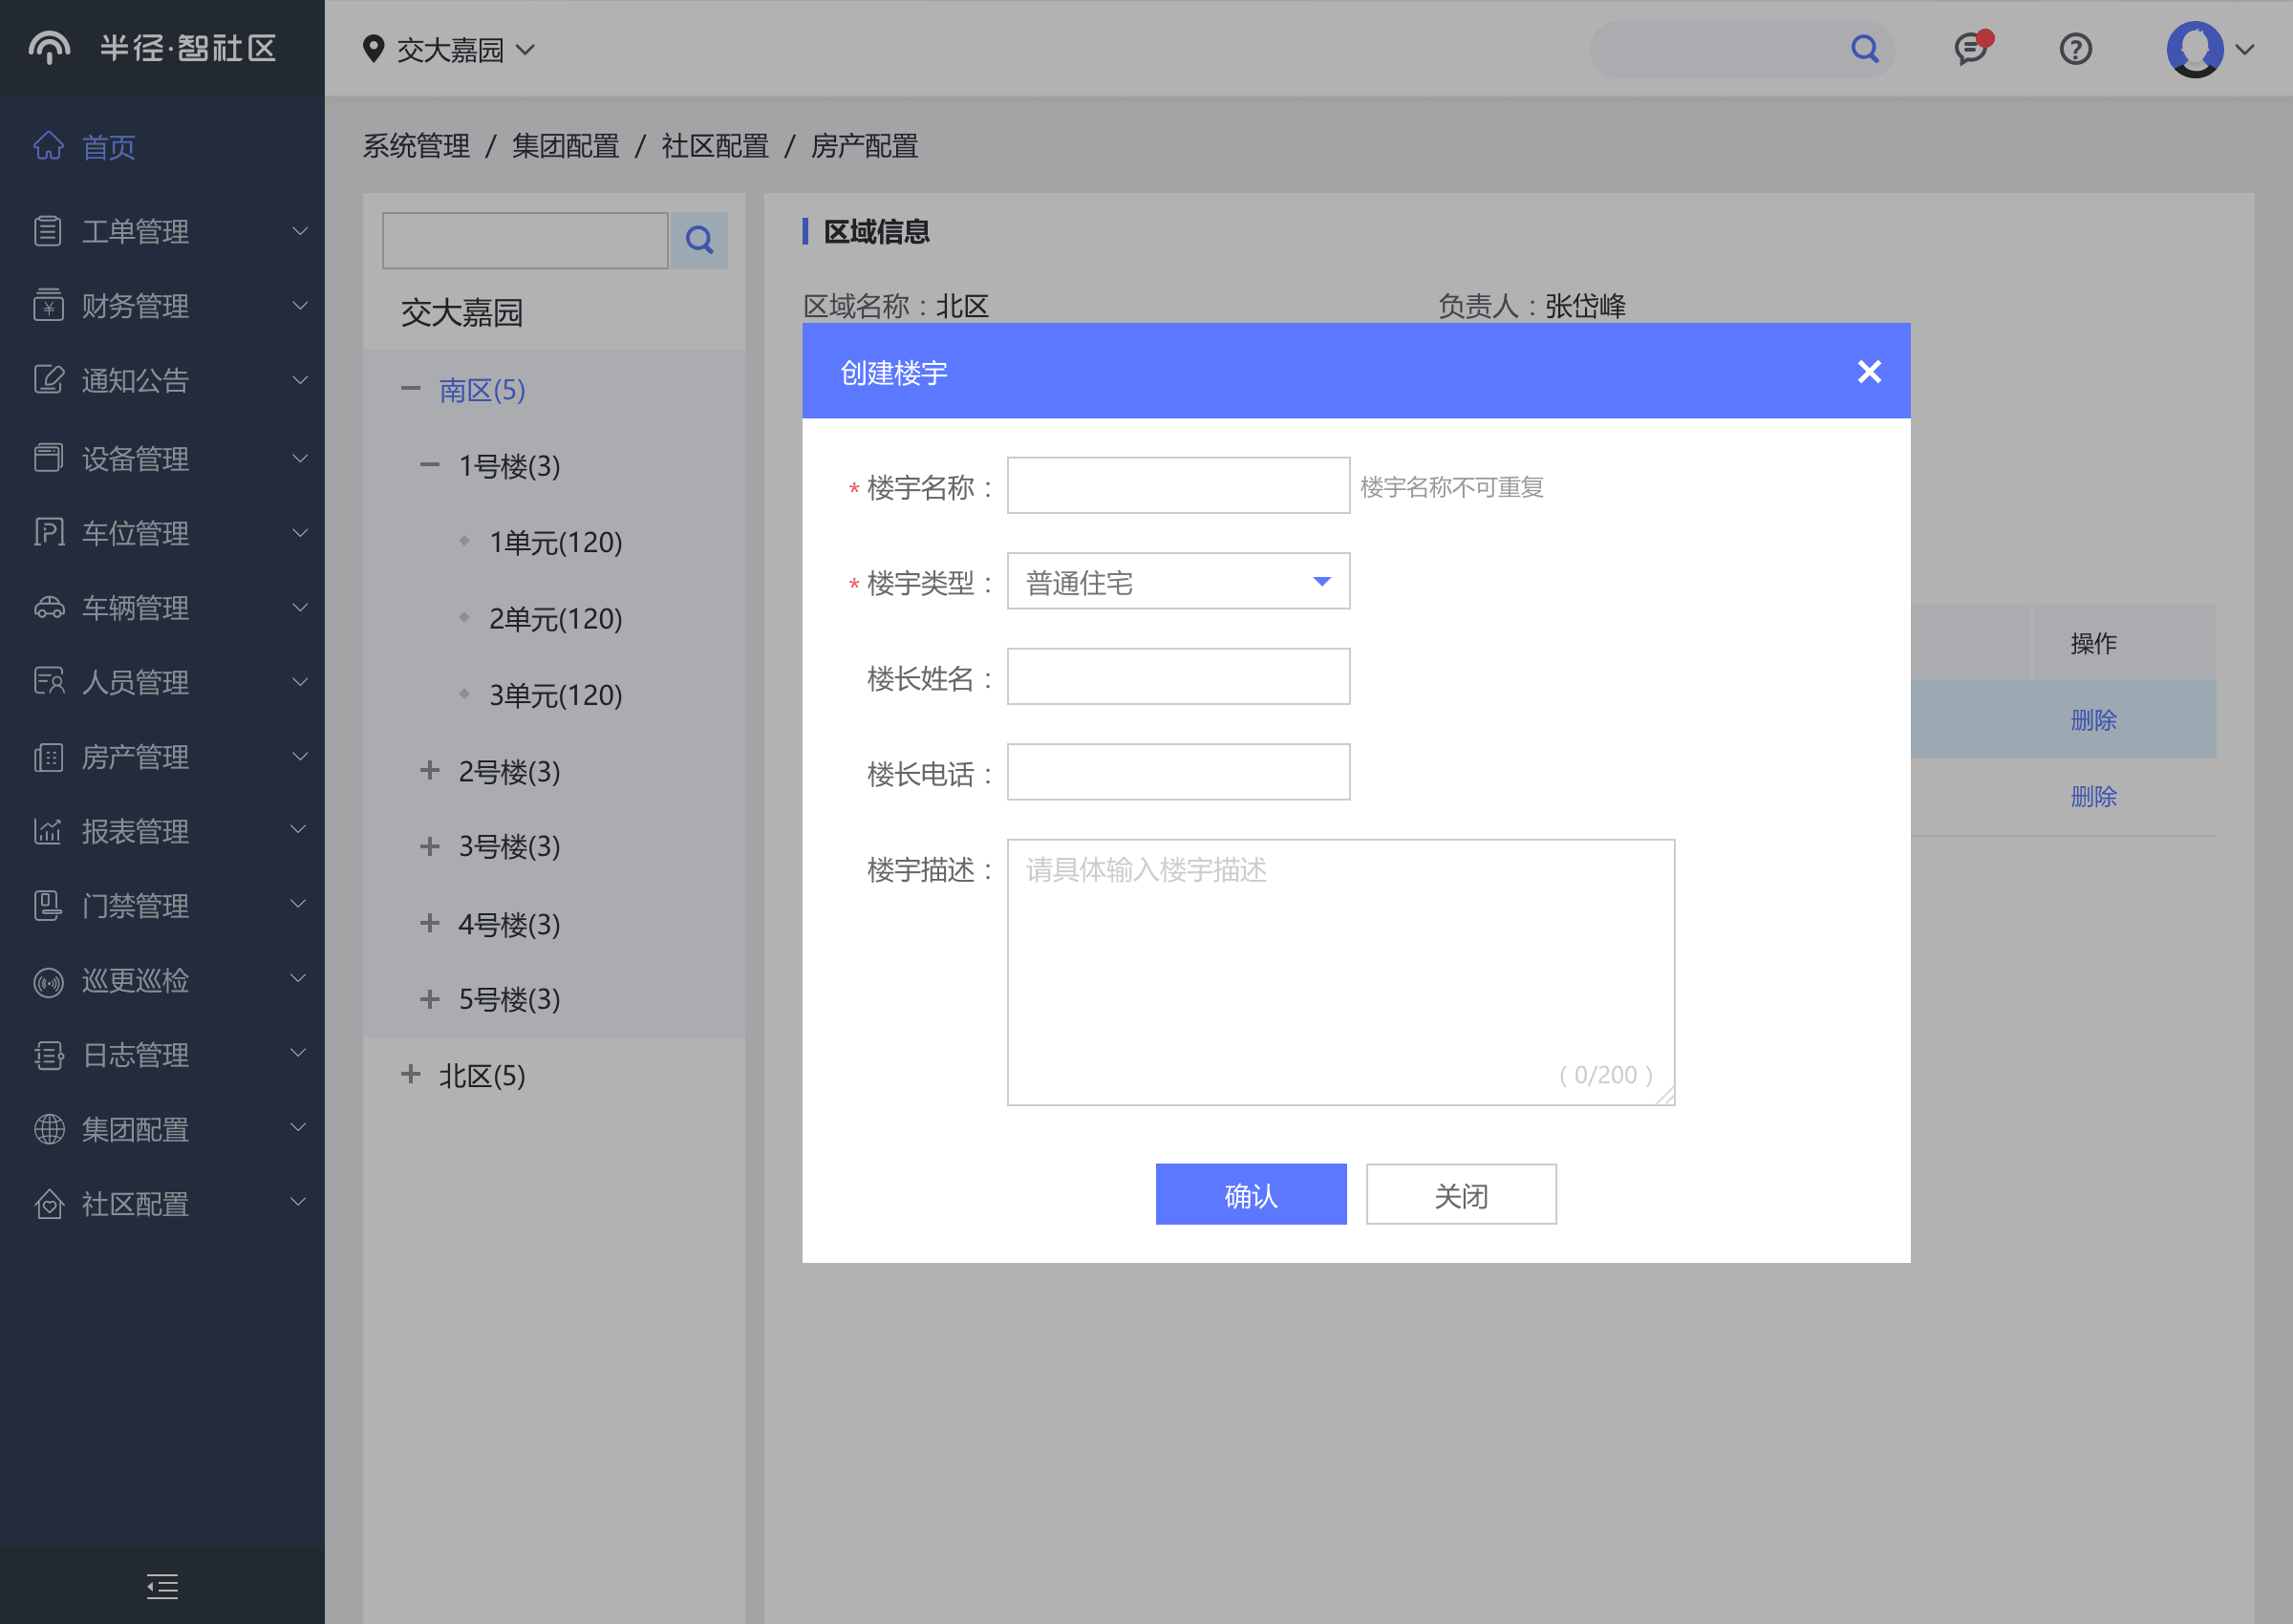 半径·智社区
交大嘉园
首页
工单管理
财务管理
通知公告
设备管理
车位管理
车辆管理
人员管理
房产管理
报表管理
门禁管理
巡更巡检
日志管理
集团配置
社区配置
系统管理 / 集团配置 / 社区配置 / 房产配置
交大嘉园
南区(5)
1号楼(3)
1单元(120)
2单元(120)
3单元(120)
2号楼(3)
3号楼(3)
4号楼(3)
5号楼(3)
北区(5)
区域信息
区域名称：北区 负责人：张岱峰
操作
删除
删除
创建楼宇
* 楼宇名称： 楼宇名称不可重复
* 楼宇类型： 普通住宅
楼长姓名：
楼长电话：
楼宇描述： 请具体输入楼宇描述
( 0/200 )
确认 关闭